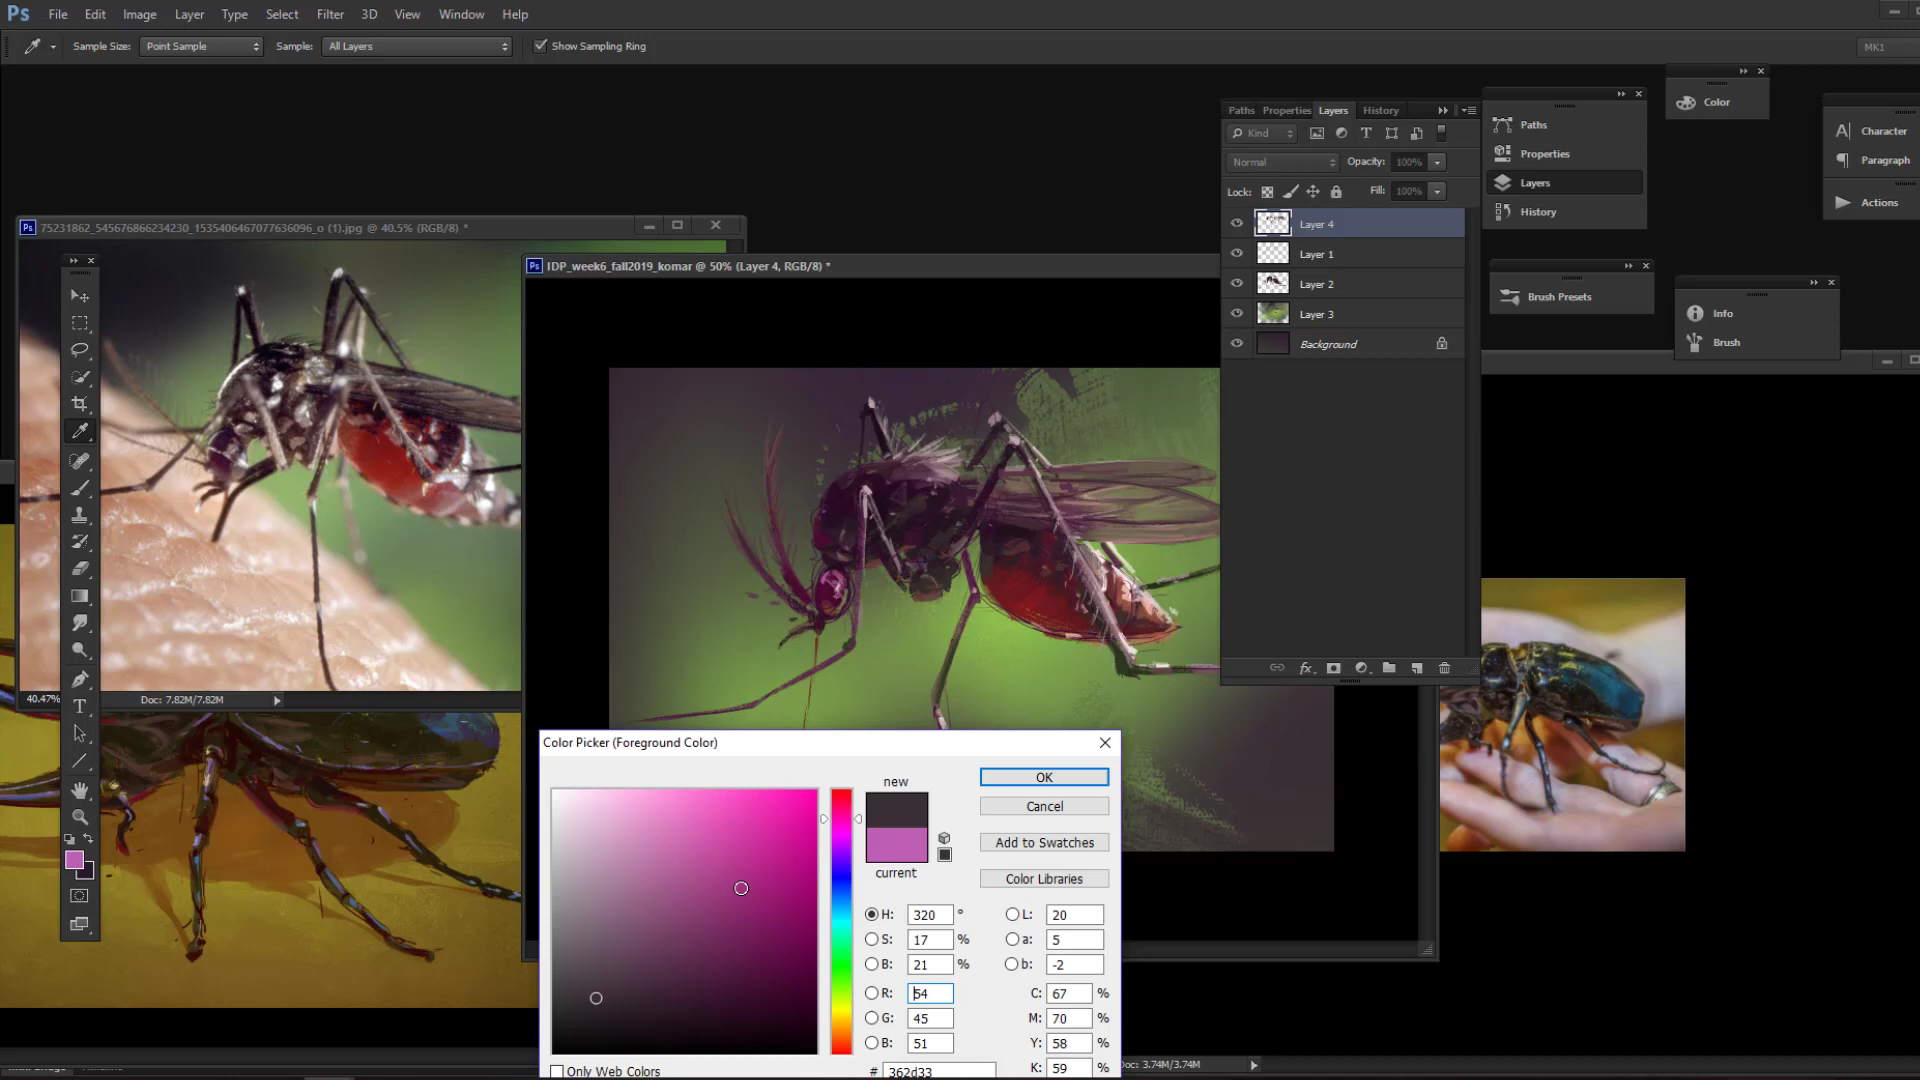 Ps File Edit Image Layer Type Select Filter 3D View Window Help
Sample Size: Point Sample Sample: All Layers Show Sampling Ring MK1
Paths Properties Layers History
Kind
Normal Opacity: 100%
Lock: Fill: 100%
Layer 4
Layer 1
Layer 2
Layer 3
Background
Paths
Properties
Layers
History
Brush Presets
Color
Info
Brush
Character
Paragraph
Actions
Ps 75231862_545676866234230_1535406467077636096_o (1).jpg @ 40.5% (RGB/8) *
Ps IDP_week6_fall2019_komar @ 50% (Layer 4, RGB/8) *
40.47% Doc: 7.82M/7.82M
Color Picker (Foreground Color)
new
current
OK
Cancel
Add to Swatches
Color Libraries
H: 320 ° L: 20
S: 17 % a: 5
B: 21 % b: -2
R: 54 C: 67 %
G: 45 M: 70 %
B: 51 Y: 58 %
# 362d33 K: 59 %
Only Web Colors
Doc: 3.74M/3.74M